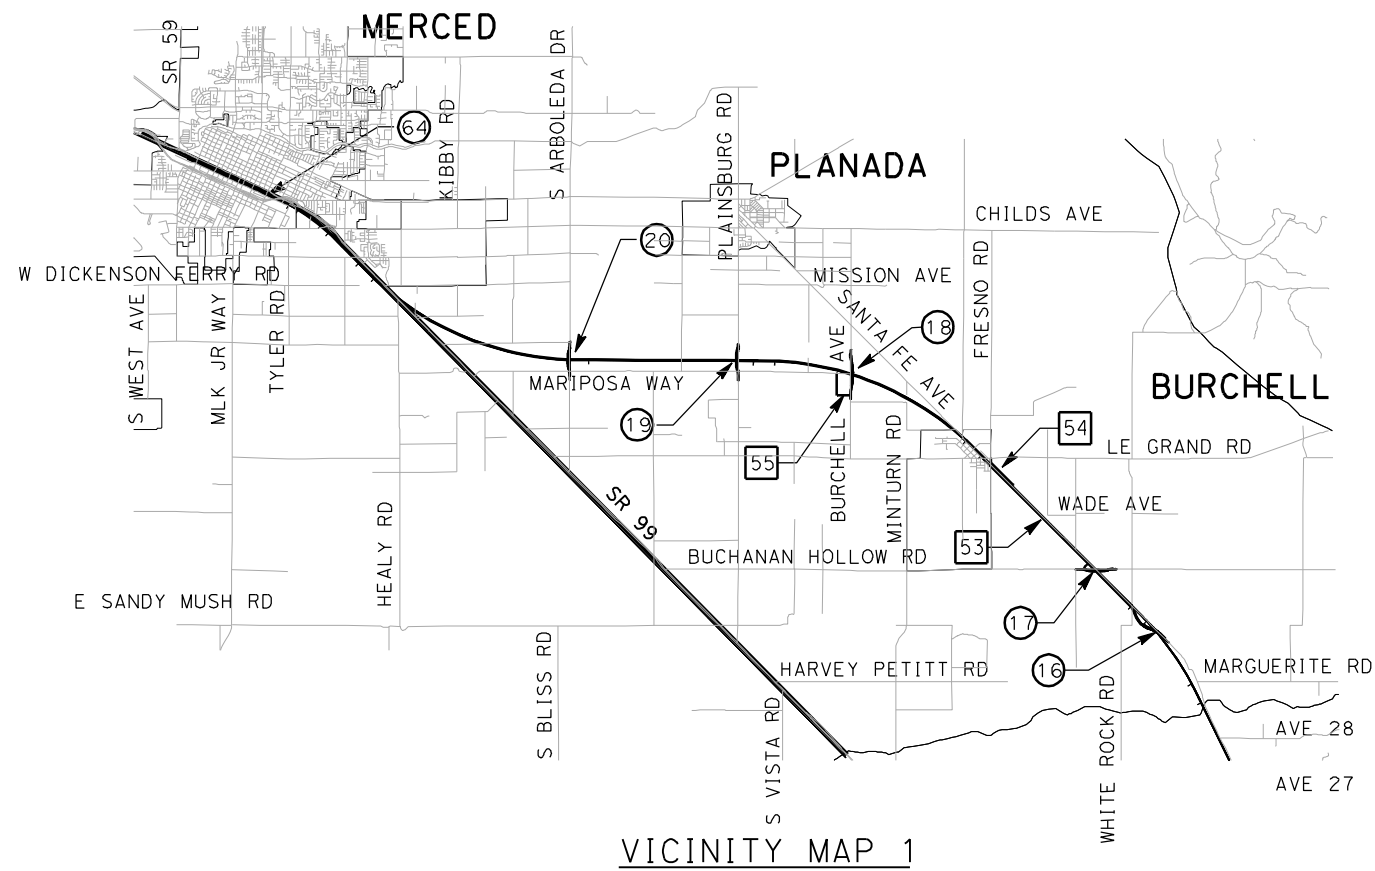 MERCED
SR 59
S ARBOLEDA DR
KIBBY RD
64
PLAINSBURG RD
PLANADA
CHILDS AVE
20
W DICKENSON FERRY RD
MISSION AVE
FRESNO RD
S WEST AVE
MLK JR WAY
TYLER RD
SANTA FE AVE
18
BURCHELL AVE
MARIPOSA WAY
BURCHELL
19
55
54
LE GRAND RD
MINTURN RD
SR 99
WADE AVE
HEALY RD
53
BUCHANAN HOLLOW RD
E SANDY MUSH RD
17
16
HARVEY PETITT RD
MARGUERITE RD
S BLISS RD
S VISTA RD
WHITE ROCK RD
AVE 28
AVE 27
VICINITY MAP 1